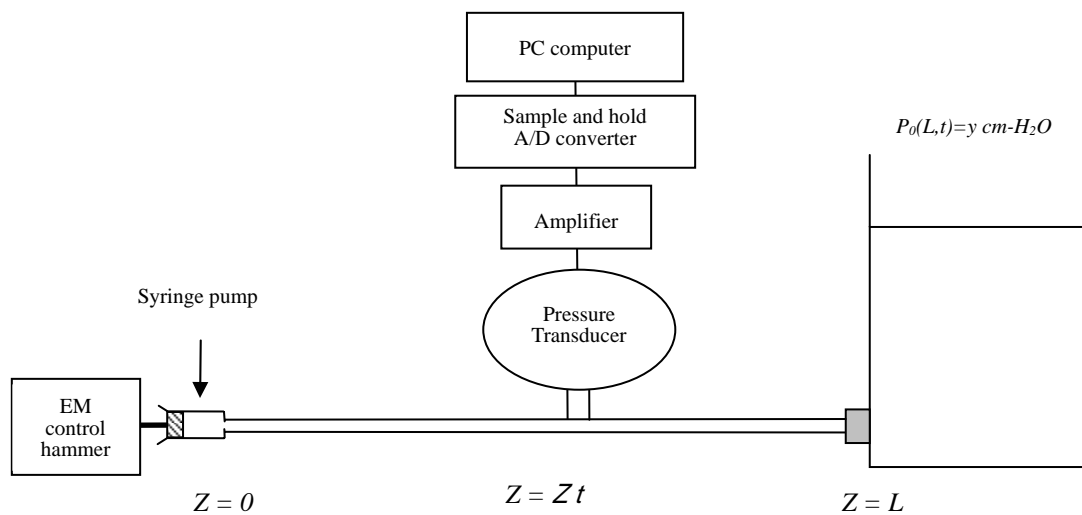 PC computer
Sample and hold
A/D converter
P₀(L,t)=y cm-H₂O
Amplifier
Syringe pump
Pressure
Transducer
EM
control
hammer
Z = 0
Z = Zt
Z = L